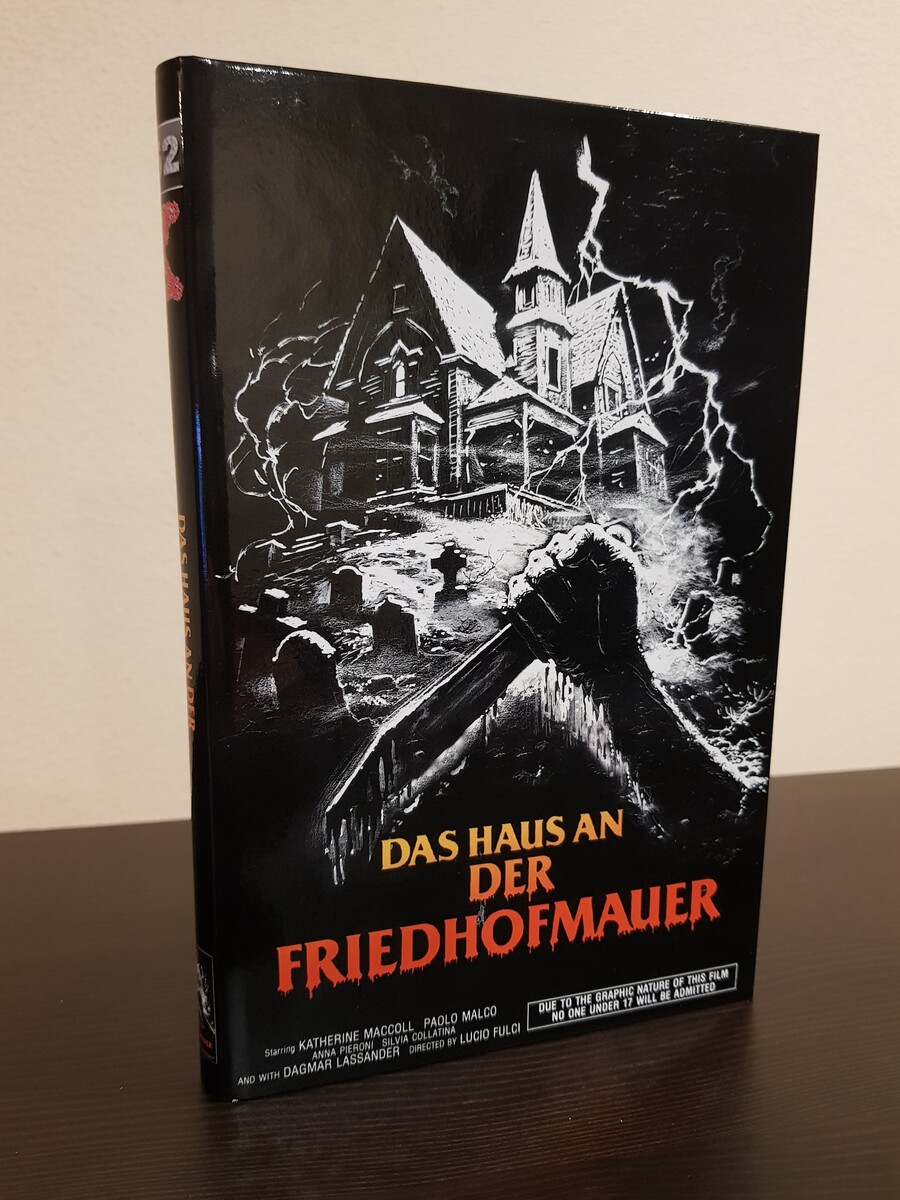 2
DAS HAUS AN DER
DAS HAUS AN
DER
FRIEDHOFMAUER
Starring KATHERINE MACCOLL PAOLO MALCO
ANNA PIERONI SILVIA COLLATINA
AND WITH DAGMAR LASSANDER DIRECTED BY LUCIO FULCI
DUE TO THE GRAPHIC NATURE OF THIS FILM
NO ONE UNDER 17 WILL BE ADMITTED